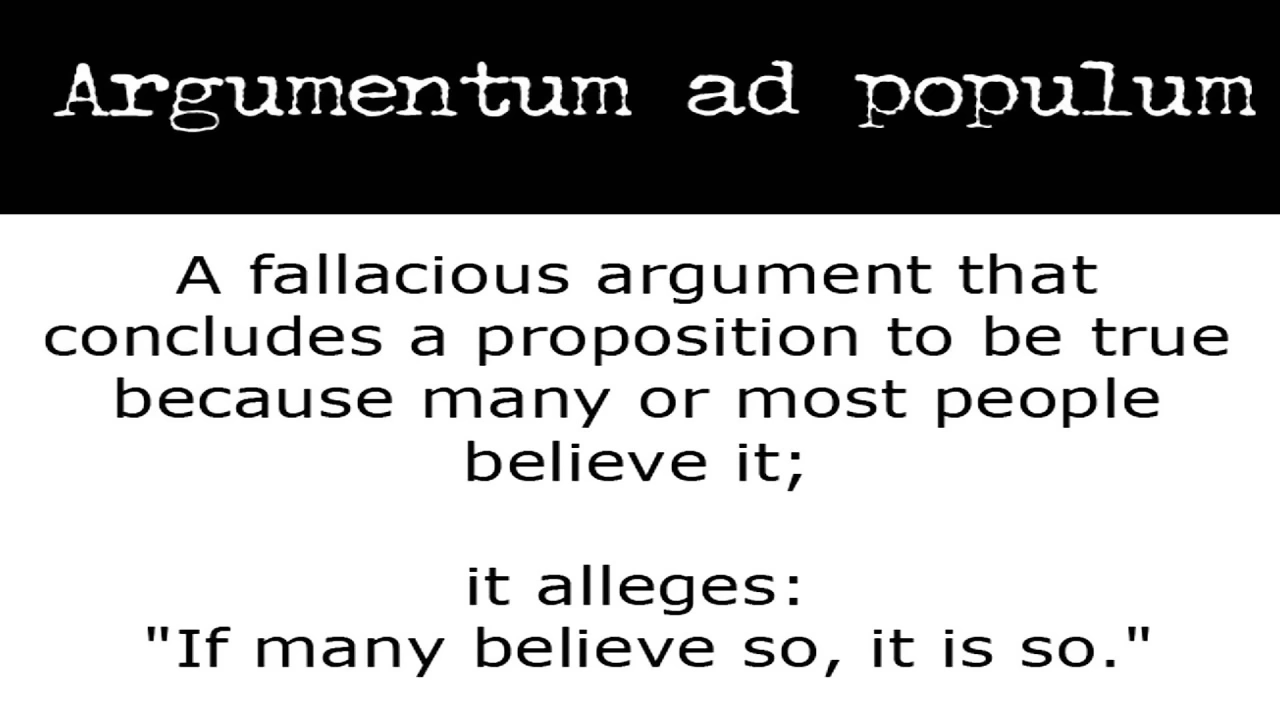 Argumentum ad populum
A fallacious argument that
concludes a proposition to be true
because many or most people
believe it;
it alleges:
"If many believe so, it is so."